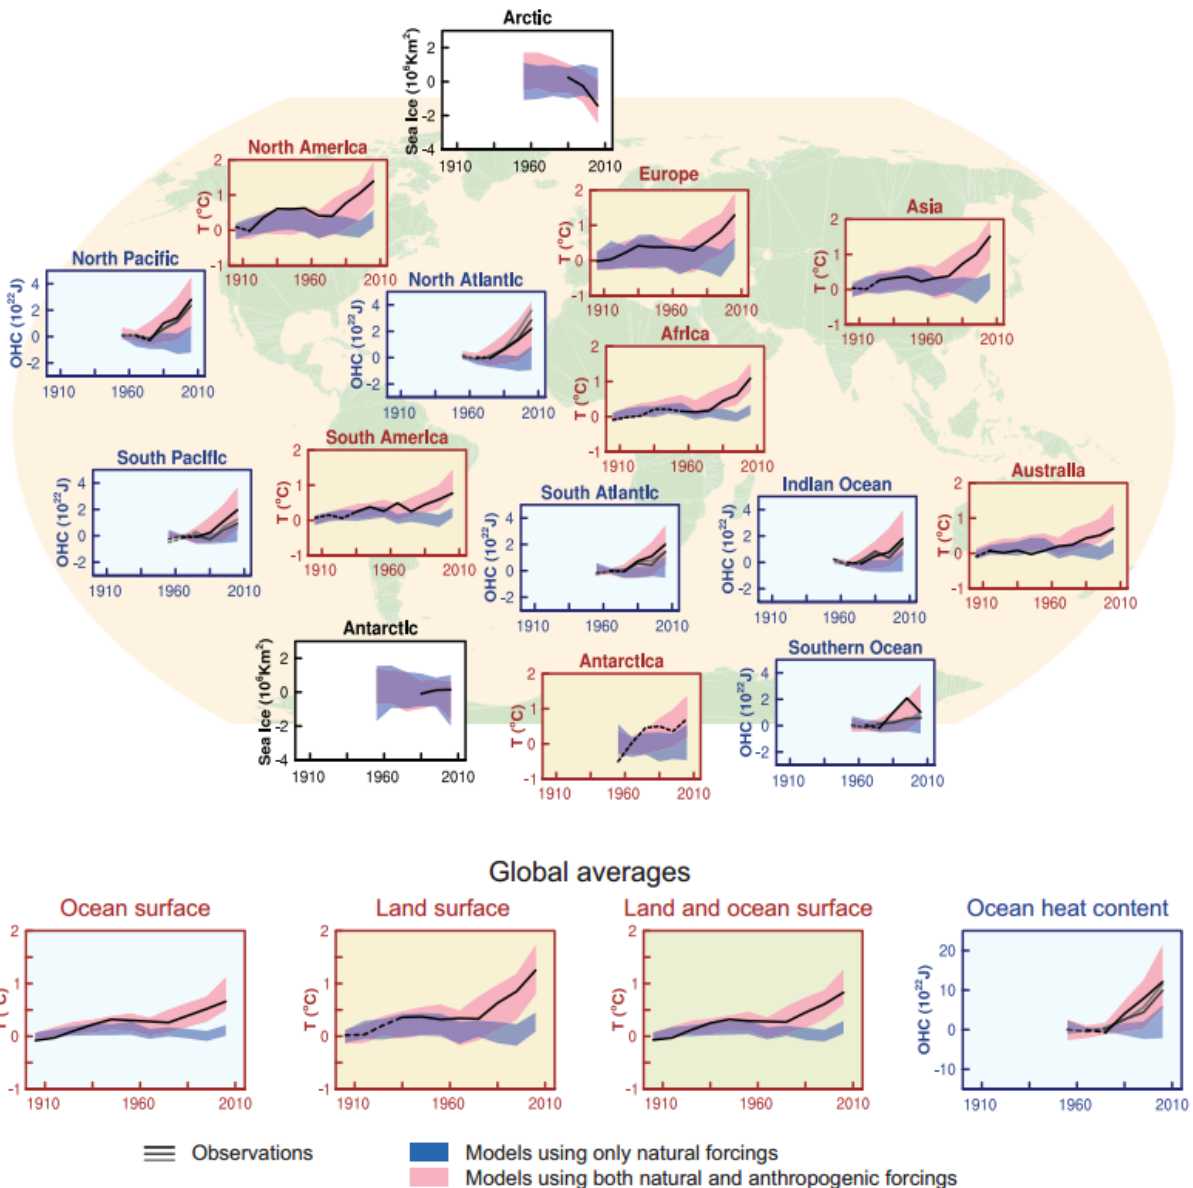 Arctic
Sea Ice (10⁶Km²)
2
0
-2
-4
1910 1960 2010
North America
T (°C)
2
1
0
-1
1910 1960 2010
Europe
T (°C)
2
1
0
-1
1910 1960 2010
Asia
T (°C)
2
1
0
-1
1910 1960 2010
North Pacific
OHC (10²²J)
4
2
0
-2
1910 1960 2010
North Atlantic
OHC (10²²J)
4
2
0
-2
1910 1960 2010
Africa
T (°C)
2
1
0
-1
1910 1960 2010
South Pacific
OHC (10²²J)
4
2
0
-2
1910 1960 2010
South America
T (°C)
2
1
0
-1
1910 1960 2010
South Atlantic
OHC (10²²J)
4
2
0
-2
1910 1960 2010
Indian Ocean
OHC (10²²J)
4
2
0
-2
1910 1960 2010
Australia
T (°C)
2
1
0
-1
1910 1960 2010
Antarctic
Sea Ice (10⁶Km²)
2
0
-2
-4
1910 1960 2010
Antarctica
T (°C)
2
1
0
-1
1910 1960 2010
Southern Ocean
OHC (10²²J)
4
2
0
-2
1910 1960 2010
Global averages
Ocean surface
T (°C)
2
1
0
-1
1910 1960 2010
Land surface
T (°C)
2
1
0
-1
1910 1960 2010
Land and ocean surface
T (°C)
2
1
0
-1
1910 1960 2010
Ocean heat content
OHC (10²²J)
20
10
0
-10
1910 1960 2010
Observations
Models using only natural forcings
Models using both natural and anthropogenic forcings